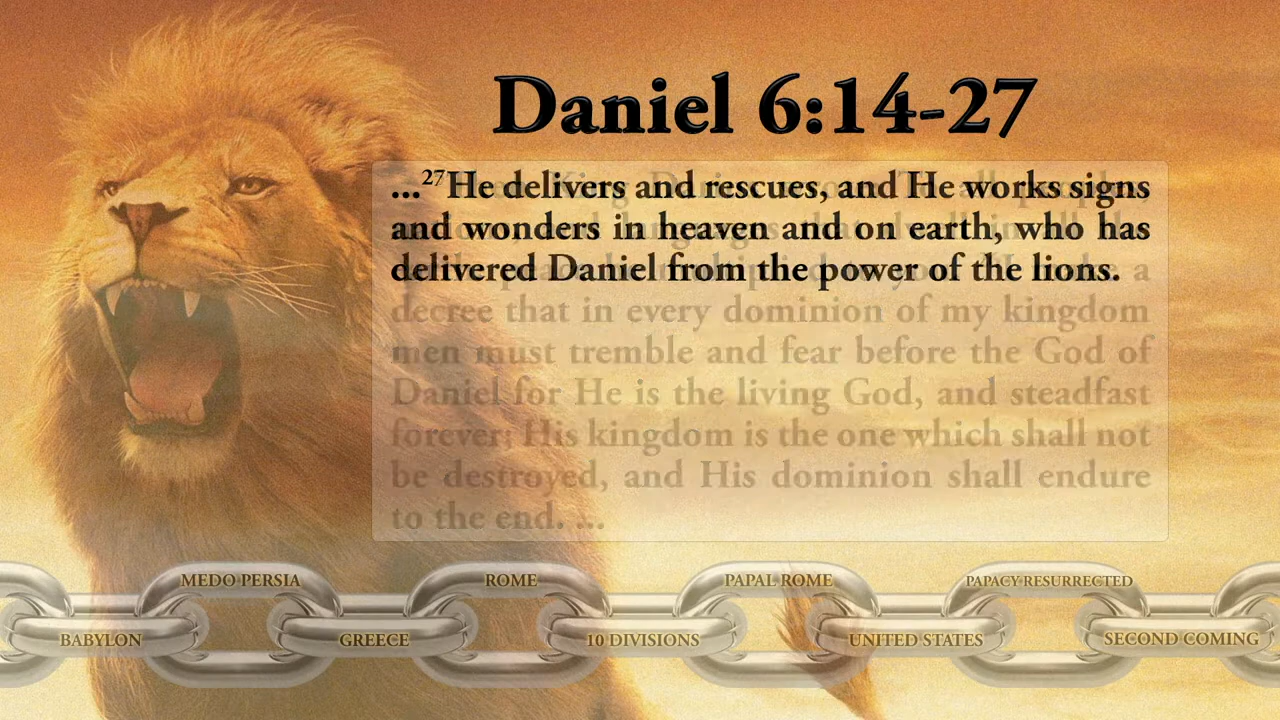 Daniel 6:14-27
...27He delivers and rescues, and He works signs
and wonders in heaven and on earth, who has
delivered Daniel from the power of the lions.
a
decree that in every dominion of my kingdom
men must tremble and fear before the God of
Daniel for He is the living God, and steadfast
forever; His kingdom is the one which shall not
be destroyed, and His dominion shall endure
to the end. ...
MEDO PERSIA ROME PAPAL ROME PAPACY RESURRECTED
BABYLON GREECE 10 DIVISIONS UNITED STATES SECOND COMING